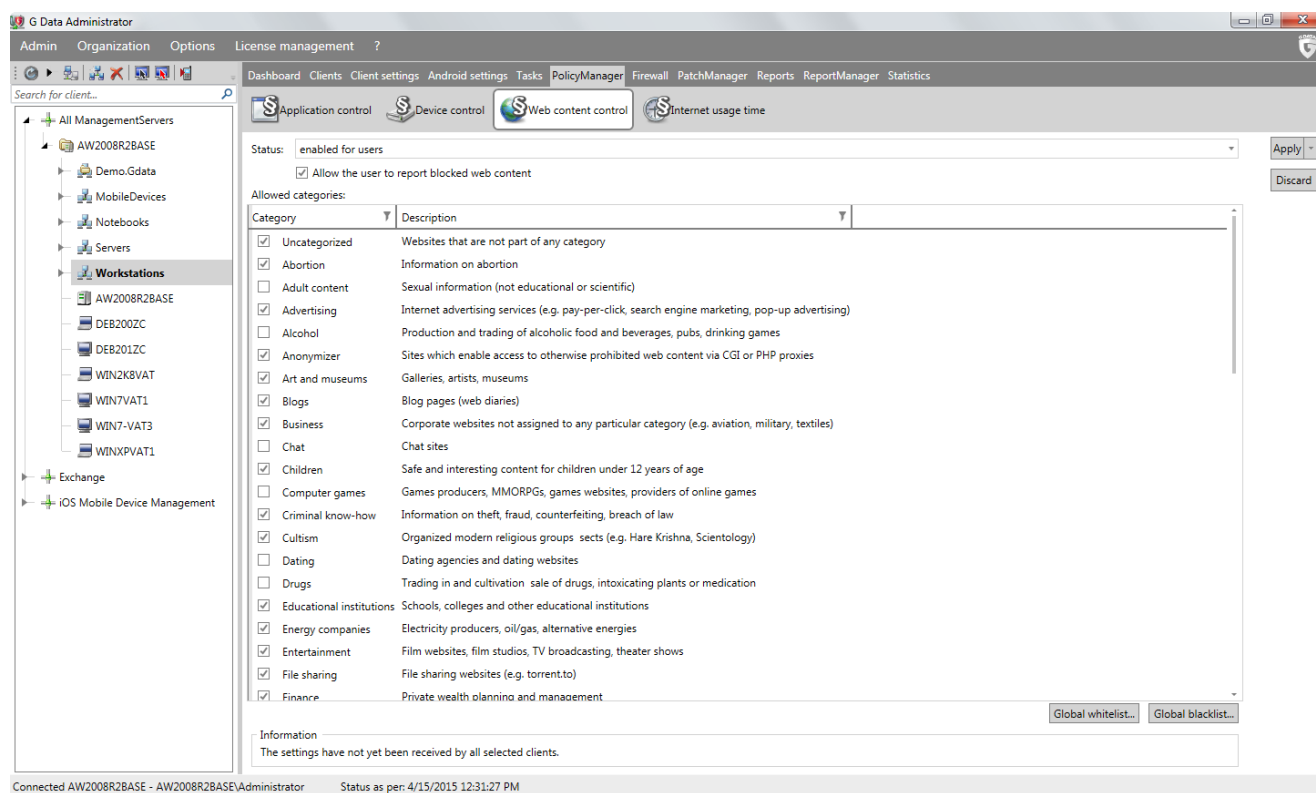 G Data Administrator
Admin Organization Options License management ?
Search for client...
All ManagementServers
AW2008R2BASE
Demo.Gdata
MobileDevices
Notebooks
Servers
Workstations
AW2008R2BASE
DEB200ZC
DEB201ZC
WIN2K8VAT
WIN7VAT1
WIN7-VAT3
WINXPVAT1
Exchange
iOS Mobile Device Management
Dashboard Clients Client settings Android settings Tasks PolicyManager Firewall PatchManager Reports ReportManager Statistics
Application control Device control Web content control Internet usage time
Status: enabled for users
Allow the user to report blocked web content
Allowed categories:
Category Description
Uncategorized Websites that are not part of any category
Abortion Information on abortion
Adult content Sexual information (not educational or scientific)
Advertising Internet advertising services (e.g. pay-per-click, search engine marketing, pop-up advertising)
Alcohol Production and trading of alcoholic food and beverages, pubs, drinking games
Anonymizer Sites which enable access to otherwise prohibited web content via CGI or PHP proxies
Art and museums Galleries, artists, museums
Blogs Blog pages (web diaries)
Business Corporate websites not assigned to any particular category (e.g. aviation, military, textiles)
Chat Chat sites
Children Safe and interesting content for children under 12 years of age
Computer games Games producers, MMORPGs, games websites, providers of online games
Criminal know-how Information on theft, fraud, counterfeiting, breach of law
Cultism Organized modern religious groups sects (e.g. Hare Krishna, Scientology)
Dating Dating agencies and dating websites
Drugs Trading in and cultivation sale of drugs, intoxicating plants or medication
Educational institutions Schools, colleges and other educational institutions
Energy companies Electricity producers, oil/gas, alternative energies
Entertainment Film websites, film studios, TV broadcasting, theater shows
File sharing File sharing websites (e.g. torrent.to)
Finance Private wealth planning and management
Global whitelist... Global blacklist...
Apply
Discard
Information
The settings have not yet been received by all selected clients.
Connected AW2008R2BASE - AW2008R2BASE\Administrator Status as per: 4/15/2015 12:31:27 PM